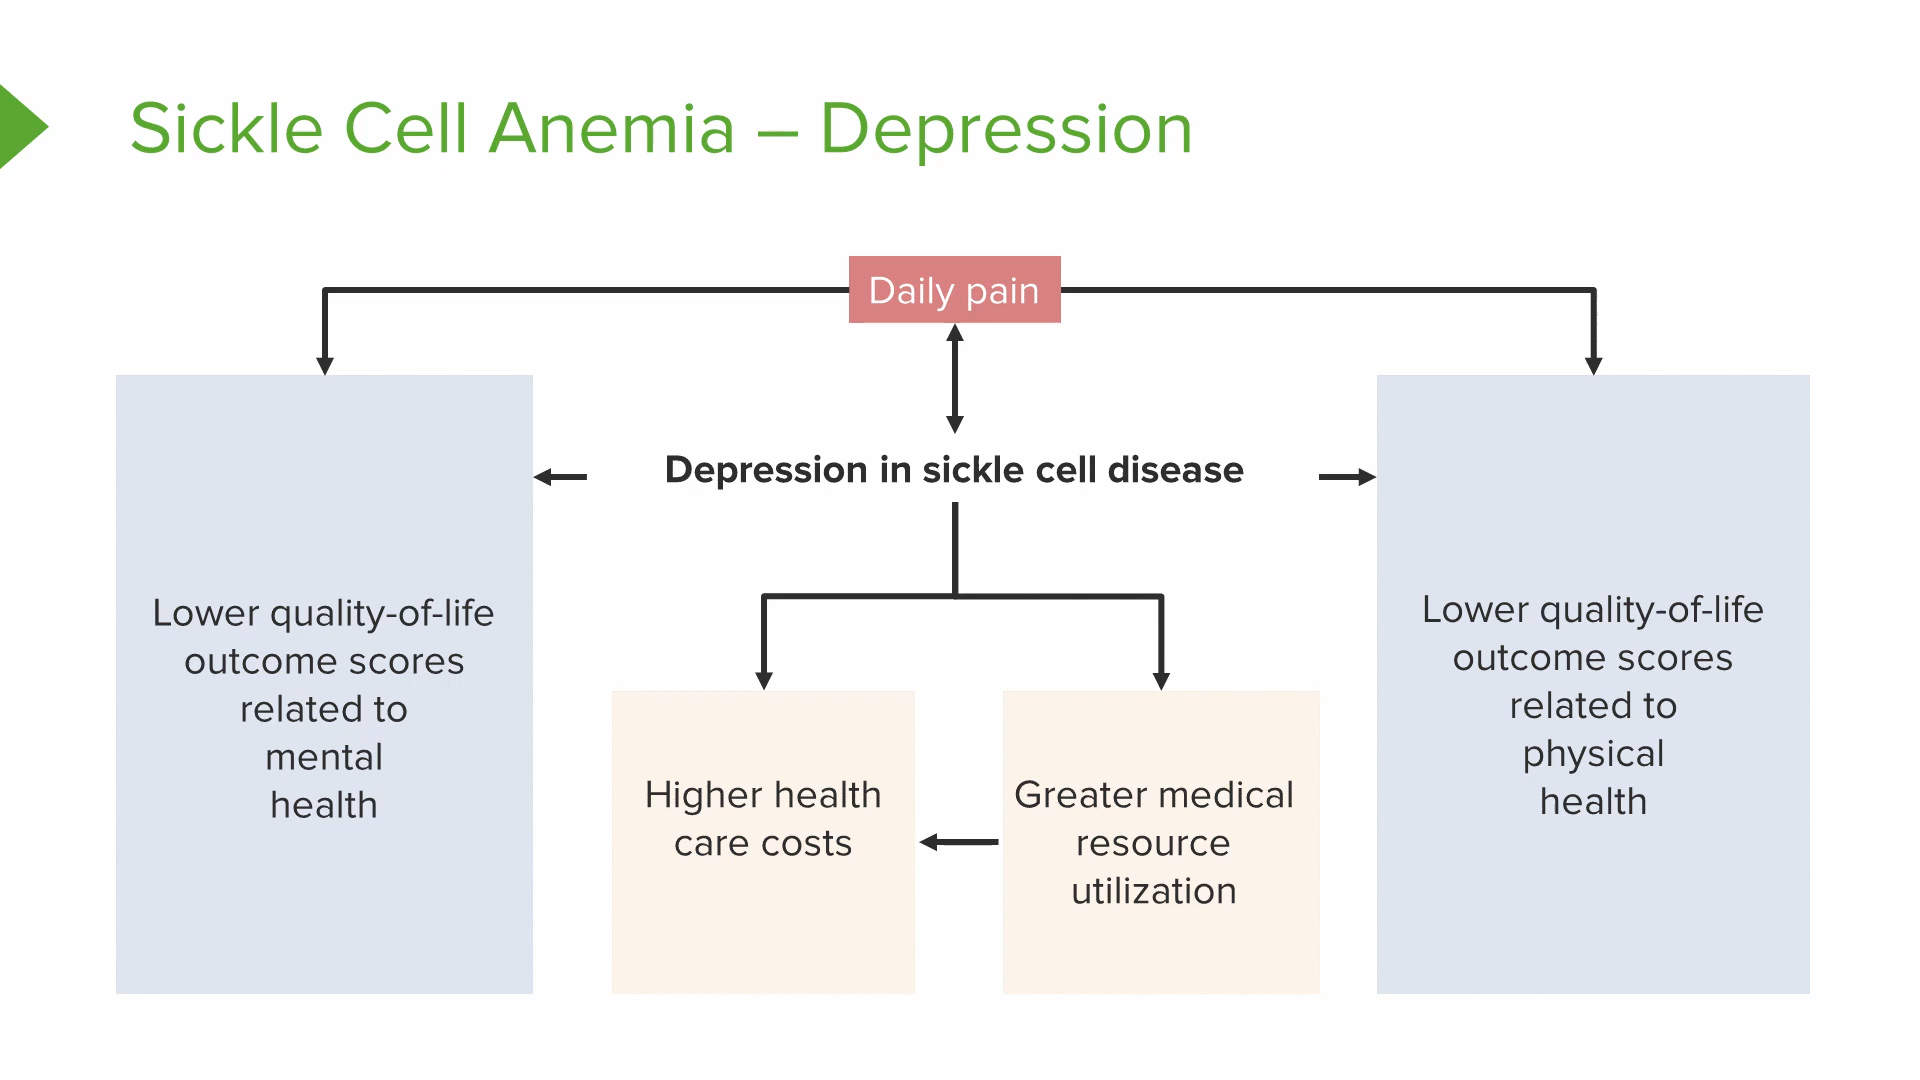 Sickle Cell Anemia – Depression
Daily pain
Depression in sickle cell disease
Lower quality-of-life
outcome scores
related to
mental
health
Higher health
care costs
Greater medical
resource
utilization
Lower quality-of-life
outcome scores
related to
physical
health